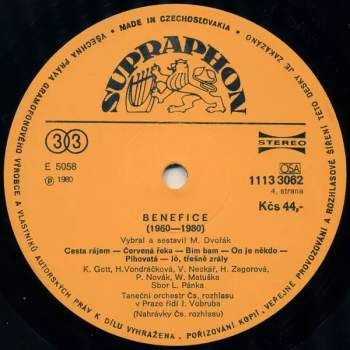 MADE IN CZECHOSLOVAKIA • VŠECHNA PRÁVA GRAMOFONOVÉHO VÝROBCE A VLASTNÍKŮ AUTORSKÝCH PRÁV K DÍLU VYHRAŽENA. POŘIZOVÁNÍ KOPIÍ, VEŘEJNÉ PROVOZOVÁNÍ A ROZHLASOVÉ ŠÍŘENÍ TÉTO DESKY JE ZAKÁZÁNO •
SUPRAPHON
33
STEREO
E 5058
℗ 1980
OSA
1113 3062
4. strana
Kčs 44,-
BENEFICE
(1960—1980)
Vybral a sestavil M. Dvořák
Cesta rájem — Červená řeka — Bim bam — On je někdo —
Pihovatá — Jó, třešně zrály
K. Gott, H. Vondráčková, V. Neckář, H. Zagorová,
P. Novák, W. Matuška
Sbor L. Pánka
Taneční orchestr Čs. rozhlasu
v Praze řídí J. Vobruba
(Nahrávky Čs. rozhlasu)